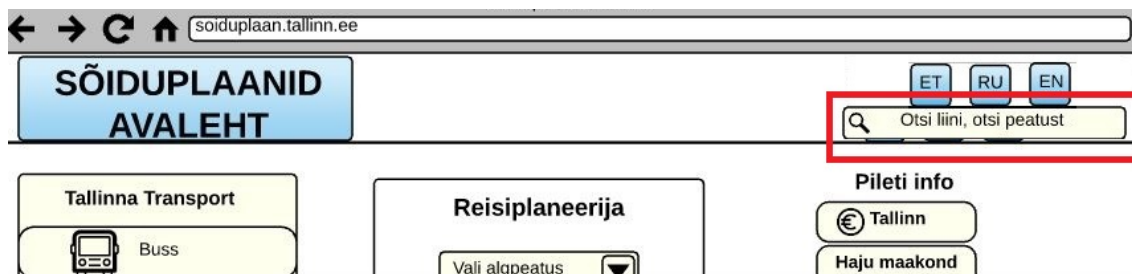 soiduplaan.tallinn.ee
SÕIDUPLAANID
AVALEHT
ET RU EN
Otsi liini, otsi peatust
Tallinna Transport
Buss
Reisiplaneerija
Vali algpeatus
Pileti info
Tallinn
Haju maakond